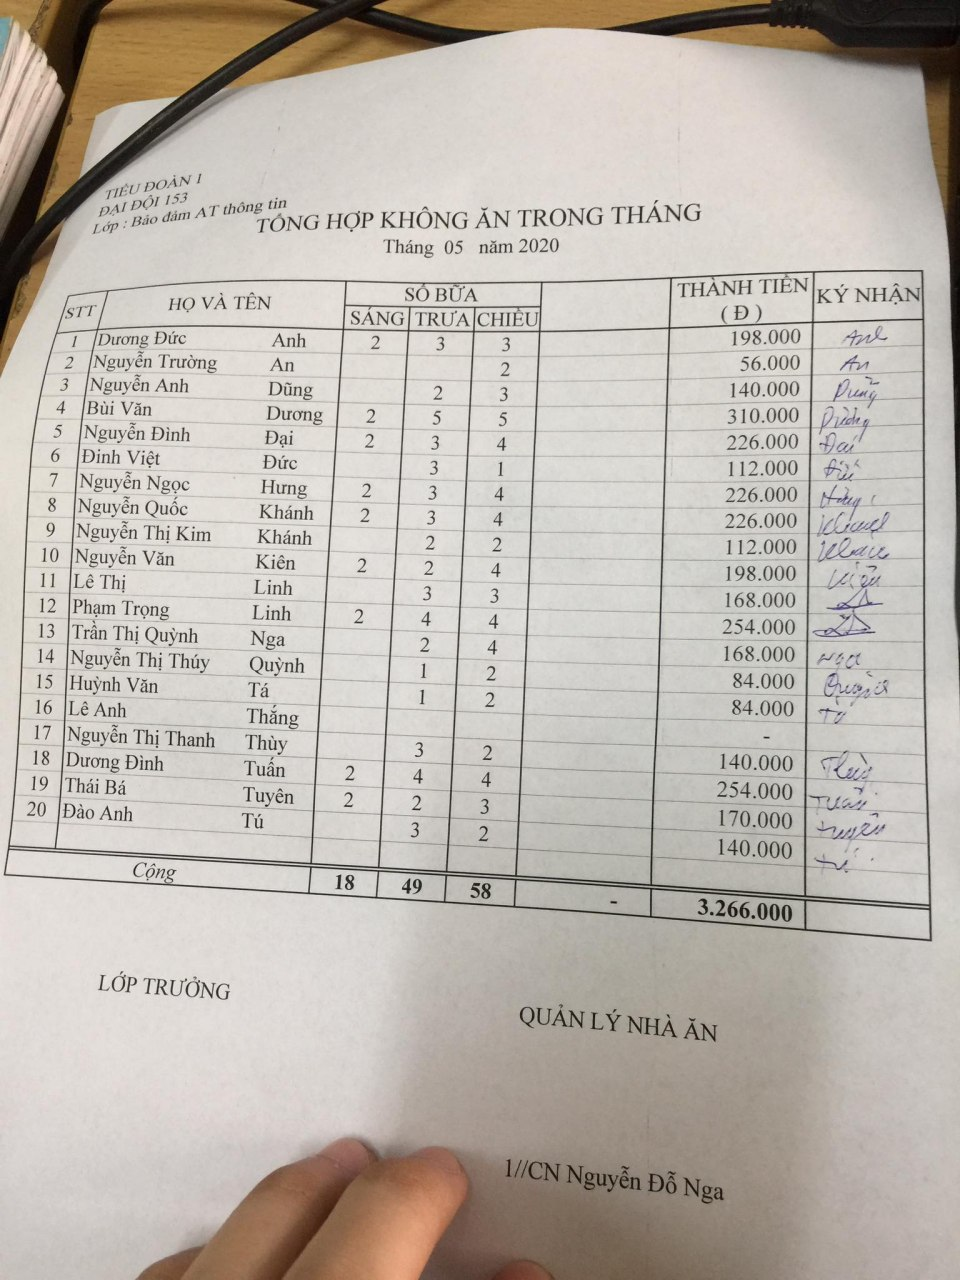 TIỂU ĐOÀN 1
ĐẠI ĐỘI 153
Lớp : Bảo đảm AT thông tin
TỔNG HỢP KHÔNG ĂN TRONG THÁNG
Tháng 05 năm 2020
STT HỌ VÀ TÊN SỐ BỮA THÀNH TIỀN KÝ NHẬN
SÁNG TRƯA CHIỀU ( Đ )
1 Dương Đức Anh 2 3 3 198.000 Anh
2 Nguyễn Trường An 2 56.000 An
3 Nguyễn Anh Dũng 2 3 140.000 Dũng
4 Bùi Văn Dương 2 5 5 310.000 Dương
5 Nguyễn Đình Đại 2 3 4 226.000 Đại
6 Đinh Việt Đức 3 1 112.000 Đức
7 Nguyễn Ngọc Hưng 2 3 4 226.000 Hưng
8 Nguyễn Quốc Khánh 2 3 4 226.000
9 Nguyễn Thị Kim Khánh 2 2 112.000
10 Nguyễn Văn Kiên 2 2 4 198.000
11 Lê Thị Linh 3 3 168.000
12 Phạm Trọng Linh 2 4 4 254.000
13 Trần Thị Quỳnh Nga 2 4 168.000 Nga
14 Nguyễn Thị Thúy Quỳnh 1 2 84.000 Quỳnh
15 Huỳnh Văn Tá 1 2 84.000 Tá
16 Lê Anh Thắng -
17 Nguyễn Thị Thanh Thùy 3 2 140.000 Thùy
18 Dương Đình Tuấn 2 4 4 254.000 Tuấn
19 Thái Bá Tuyên 2 2 3 170.000 tuyên
20 Đào Anh Tú 3 2 140.000 tú
Cộng 18 49 58 - 3.266.000
LỚP TRƯỞNG
QUẢN LÝ NHÀ ĂN
1//CN Nguyễn Đỗ Nga